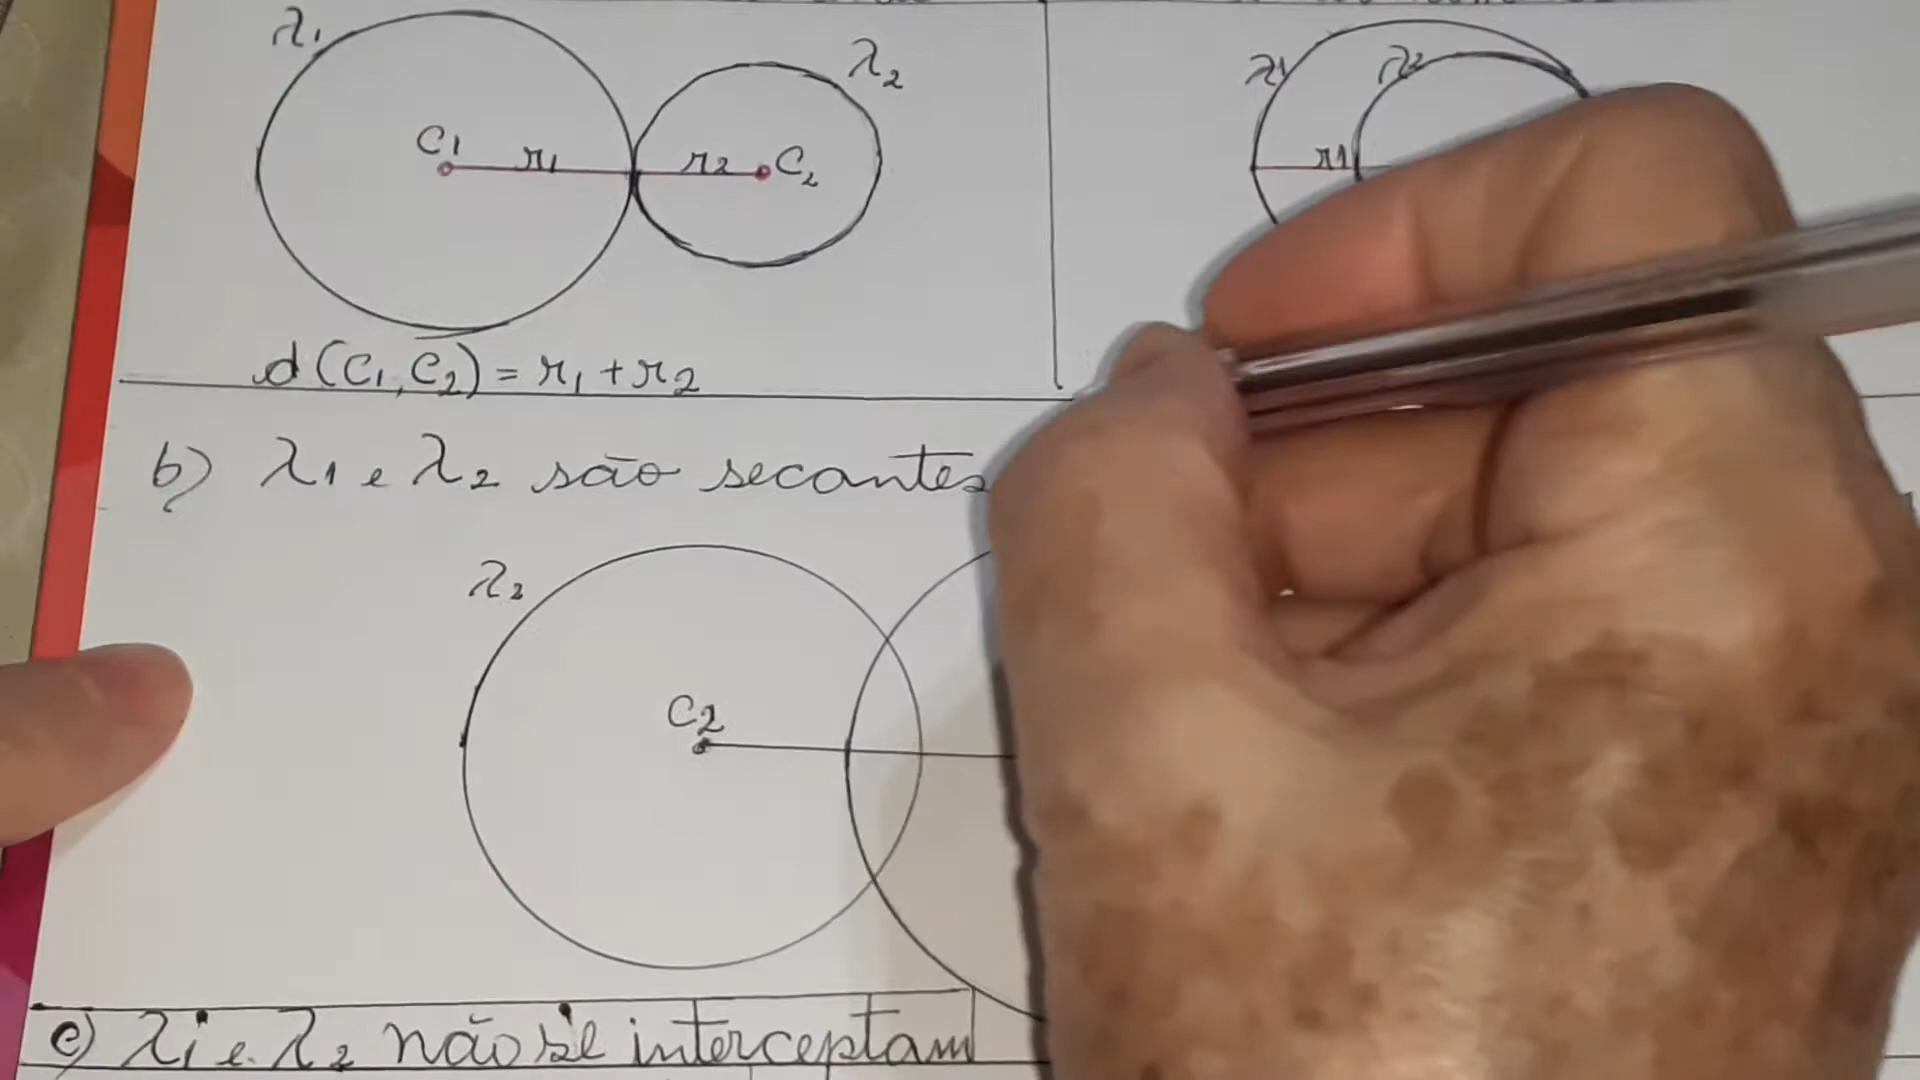 λ1
λ2
C1
r1
r2
C2
d(C1,C2) = r1 + r2
λ1
λ2
r1
b) λ1 e λ2 são secantes
λ2
C2
c) λ1 e λ2 não se interceptam